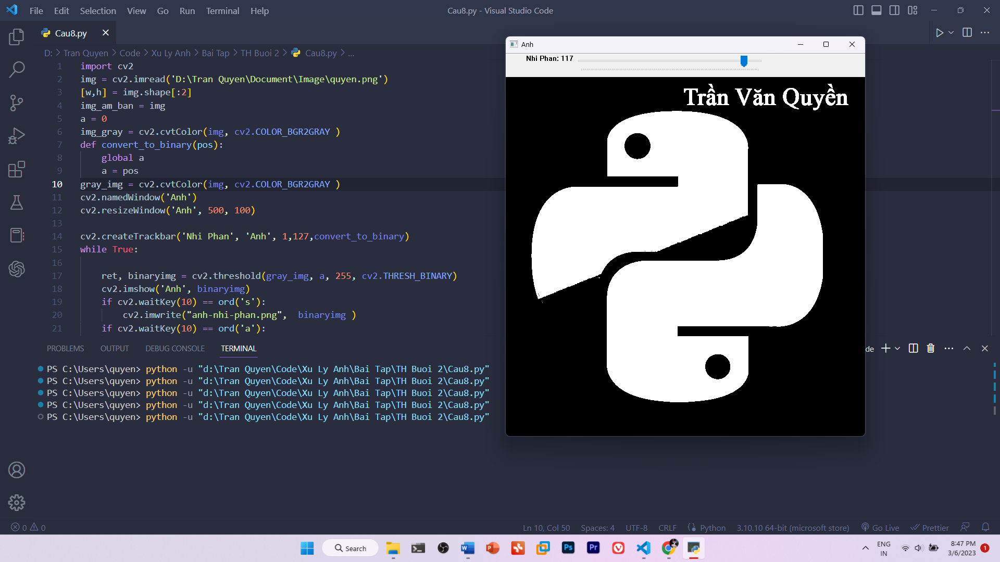 File Edit Selection View Go Run Terminal Help
Cau8.py - Visual Studio Code
Cau8.py
D: > Tran Quyen > Code > Xu Ly Anh > Bai Tap > TH Buoi 2 > Cau8.py > ...
1 import cv2
2 img = cv2.imread('D:\Tran Quyen\Document\Image\quyen.png')
3 [w,h] = img.shape[:2]
4 img_am_ban = img
5 a = 0
6 img_gray = cv2.cvtColor(img, cv2.COLOR_BGR2GRAY )
7 def convert_to_binary(pos):
8 global a
9 a = pos
10 gray_img = cv2.cvtColor(img, cv2.COLOR_BGR2GRAY )
11 cv2.namedWindow('Anh')
12 cv2.resizeWindow('Anh', 500, 100)
13
14 cv2.createTrackbar('Nhi Phan', 'Anh', 1,127,convert_to_binary)
15 while True:
16
17 ret, binaryimg = cv2.threshold(gray_img, a, 255, cv2.THRESH_BINARY)
18 cv2.imshow('Anh', binaryimg)
19 if cv2.waitKey(10) == ord('s'):
20 cv2.imwrite("anh-nhi-phan.png", binaryimg )
21 if cv2.waitKey(10) == ord('a'):
Anh
Nhi Phan: 117
Trần Văn Quyền
PROBLEMS OUTPUT DEBUG CONSOLE TERMINAL
de
PS C:\Users\quyen> python -u "d:\Tran Quyen\Code\Xu Ly Anh\Bai Tap\TH Buoi 2\Cau8.py"
PS C:\Users\quyen> python -u "d:\Tran Quyen\Code\Xu Ly Anh\Bai Tap\TH Buoi 2\Cau8.py"
PS C:\Users\quyen> python -u "d:\Tran Quyen\Code\Xu Ly Anh\Bai Tap\TH Buoi 2\Cau8.py"
PS C:\Users\quyen> python -u "d:\Tran Quyen\Code\Xu Ly Anh\Bai Tap\TH Buoi 2\Cau8.py"
PS C:\Users\quyen> python -u "d:\Tran Quyen\Code\Xu Ly Anh\Bai Tap\TH Buoi 2\Cau8.py"
0 0
Ln 10, Col 50 Spaces: 4 UTF-8 CRLF Python 3.10.10 64-bit (microsoft store) Go Live Prettier
Search
W P Ps Pr
ENG
IN
8:47 PM
3/6/2023
1